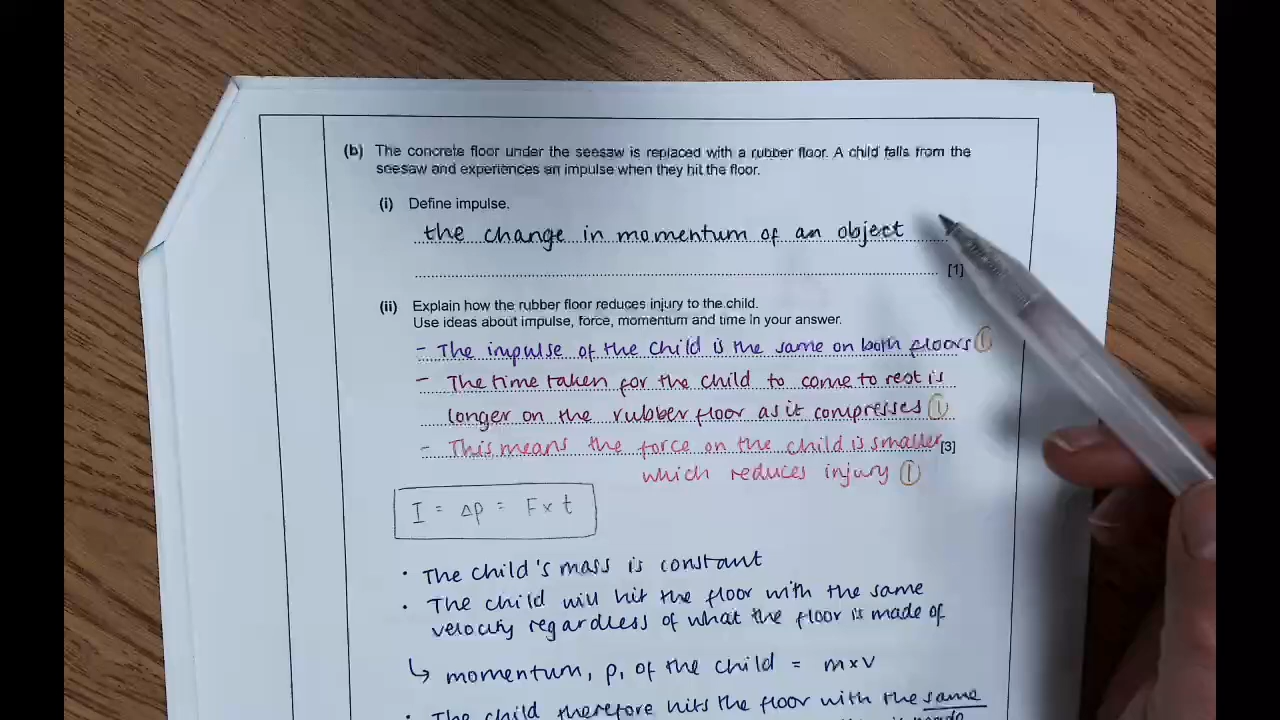 (b) The concrete floor under the seesaw is replaced with a rubber floor. A child falls from the
seesaw and experiences an impulse when they hit the floor.
(i) Define impulse.
the change in momentum of an object
[1]
(ii) Explain how the rubber floor reduces injury to the child.
Use ideas about impulse, force, momentum and time in your answer.
- The impulse of the child is the same on both floors ①
- The time taken for the child to come to rest is
longer on the rubber floor as it compresses ①
- This means the force on the child is smaller [3]
which reduces injury ①
I = Δp = F x t
· The child's mass is constant
· The child will hit the floor with the same
velocity regardless of what the floor is made of
↳ momentum, p, of the child = m x v
· The child therefore hits the floor with the same